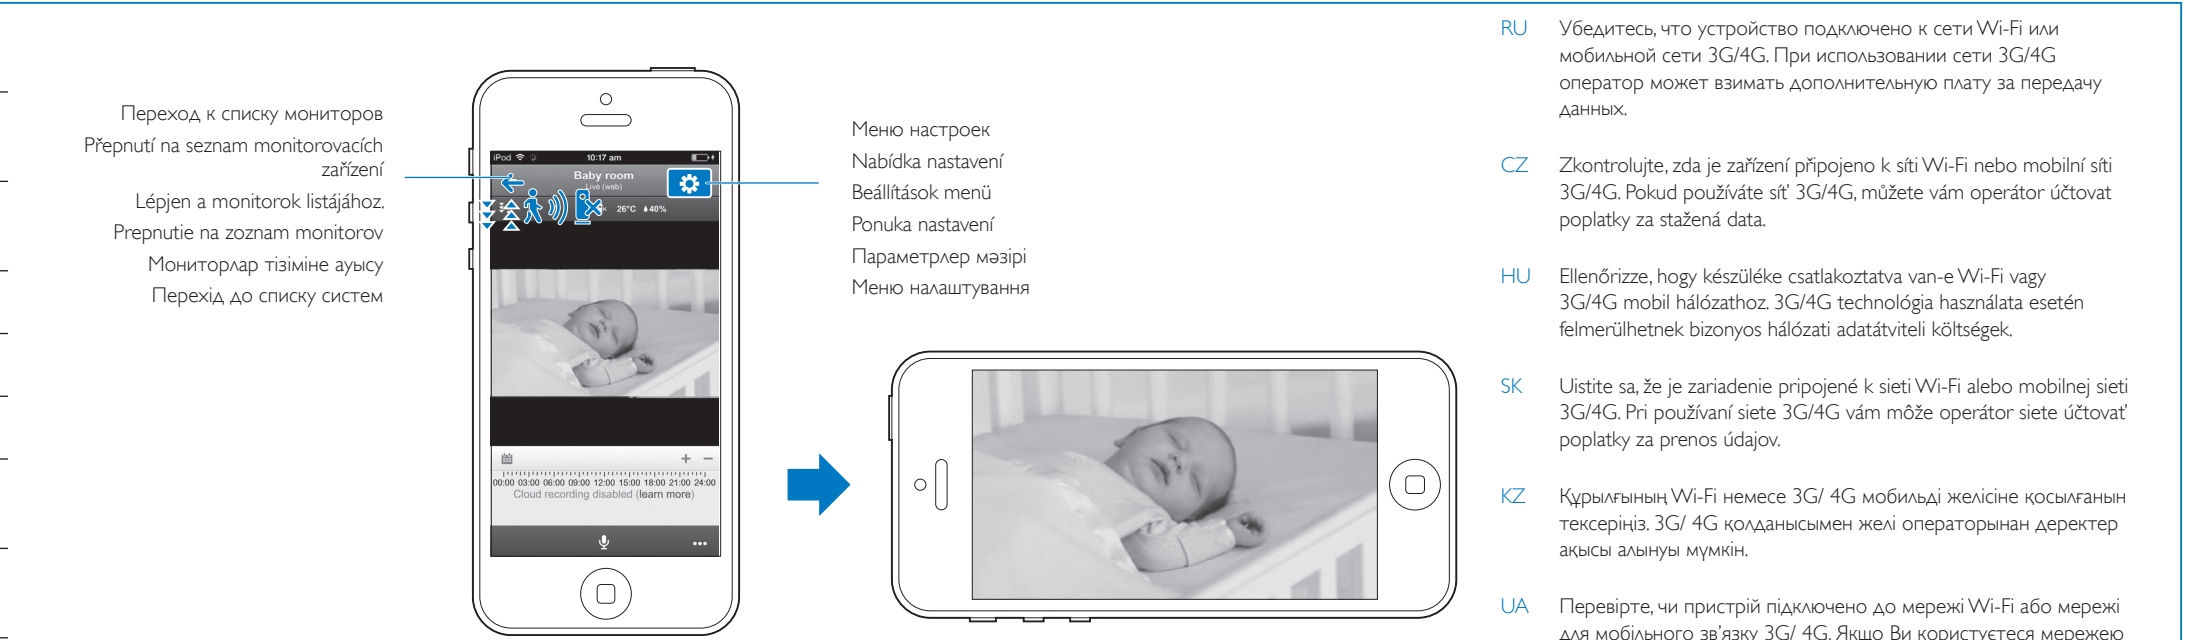 Переход к списку мониторов
Přepnutí na seznam monitorovacích
zařízení
Lépjen a monitorok listájához.
Prepnutie na zoznam monitorov
Мониторлар тізіміне ауысу
Перехід до списку систем
iPod
10:17 am
Baby room
Live (web)
26°C
40%
00:00 03:00 06:00 09:00 12:00 15:00 18:00 21:00 24:00
Cloud recording disabled (learn more)
Меню настроек
Nabídka nastavení
Beállítások menü
Ponuka nastavení
Параметрлер мәзірі
Меню налаштування
RU Убедитесь, что устройство подключено к сети Wi-Fi или
мобильной сети 3G/4G. При использовании сети 3G/4G
оператор может взимать дополнительную плату за передачу
данных.
CZ Zkontrolujte, zda je zařízení připojeno k síti Wi-Fi nebo mobilní síti
3G/4G. Pokud používáte síť 3G/4G, můžete vám operátor účtovat
poplatky za stažená data.
HU Ellenőrizze, hogy készüléke csatlakoztatva van-e Wi-Fi vagy
3G/4G mobil hálózathoz. 3G/4G technológia használata esetén
felmerülhetnek bizonyos hálózati adatátviteli költségek.
SK Uistite sa, že je zariadenie pripojené k sieti Wi-Fi alebo mobilnej sieti
3G/4G. Pri používaní siete 3G/4G vám môže operátor siete účtovať
poplatky za prenos údajov.
KZ Құрылғының Wi-Fi немесе 3G/ 4G мобильді желісіне қосылғанын
тексеріңіз. 3G/ 4G қолданысымен желі операторынан деректер
ақысы алынуы мүмкін.
UA Перевірте, чи пристрій підключено до мережі Wi-Fi або мережі
для мобільного зв'язку 3G/ 4G. Якщо Ви користуєтеся мережею